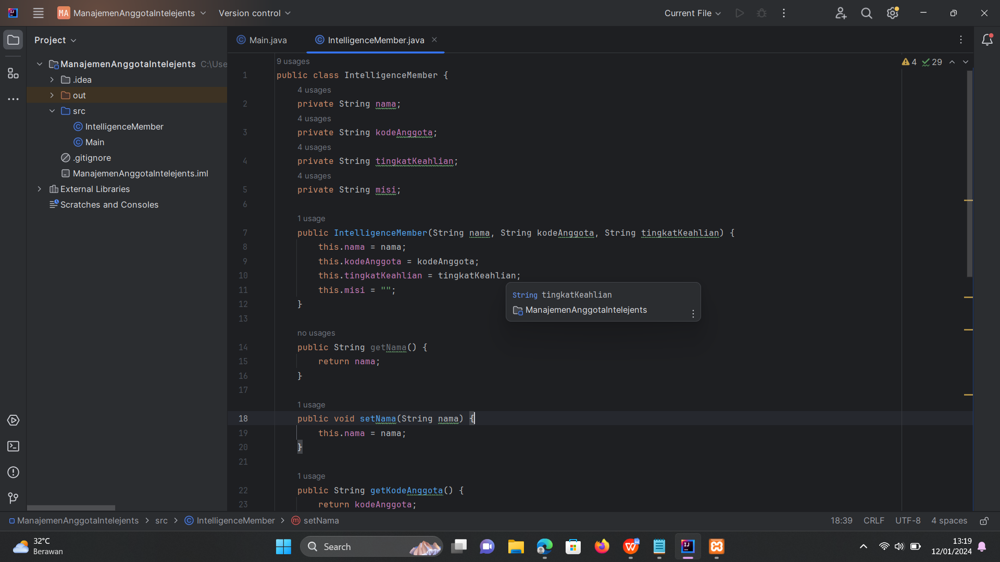 MA ManajemenAnggotaIntelejents Version control Current File
Project
Main.java IntelligenceMember.java
ManajemenAnggotaIntelejents C:\Use
.idea
out
src
IntelligenceMember
Main
.gitignore
ManajemenAnggotaIntelejents.iml
External Libraries
Scratches and Consoles
9 usages
4 29
1 public class IntelligenceMember {
4 usages
2 private String nama;
4 usages
3 private String kodeAnggota;
4 usages
4 private String tingkatKeahlian;
4 usages
5 private String misi;
6
1 usage
7 public IntelligenceMember(String nama, String kodeAnggota, String tingkatKeahlian) {
8 this.nama = nama;
9 this.kodeAnggota = kodeAnggota;
10 this.tingkatKeahlian = tingkatKeahlian;
11 this.misi = "";
12 }
13
String tingkatKeahlian
ManajemenAnggotaIntelejents
no usages
14 public String getNama() {
15 return nama;
16 }
17
1 usage
18 public void setNama(String nama) {
19 this.nama = nama;
20 }
21
1 usage
22 public String getKodeAnggota() {
23 return kodeAnggota;
ManajemenAnggotaIntelejents > src > IntelligenceMember > setNama 18:39 CRLF UTF-8 4 spaces
32°C
Berawan
Search
13:19
12/01/2024